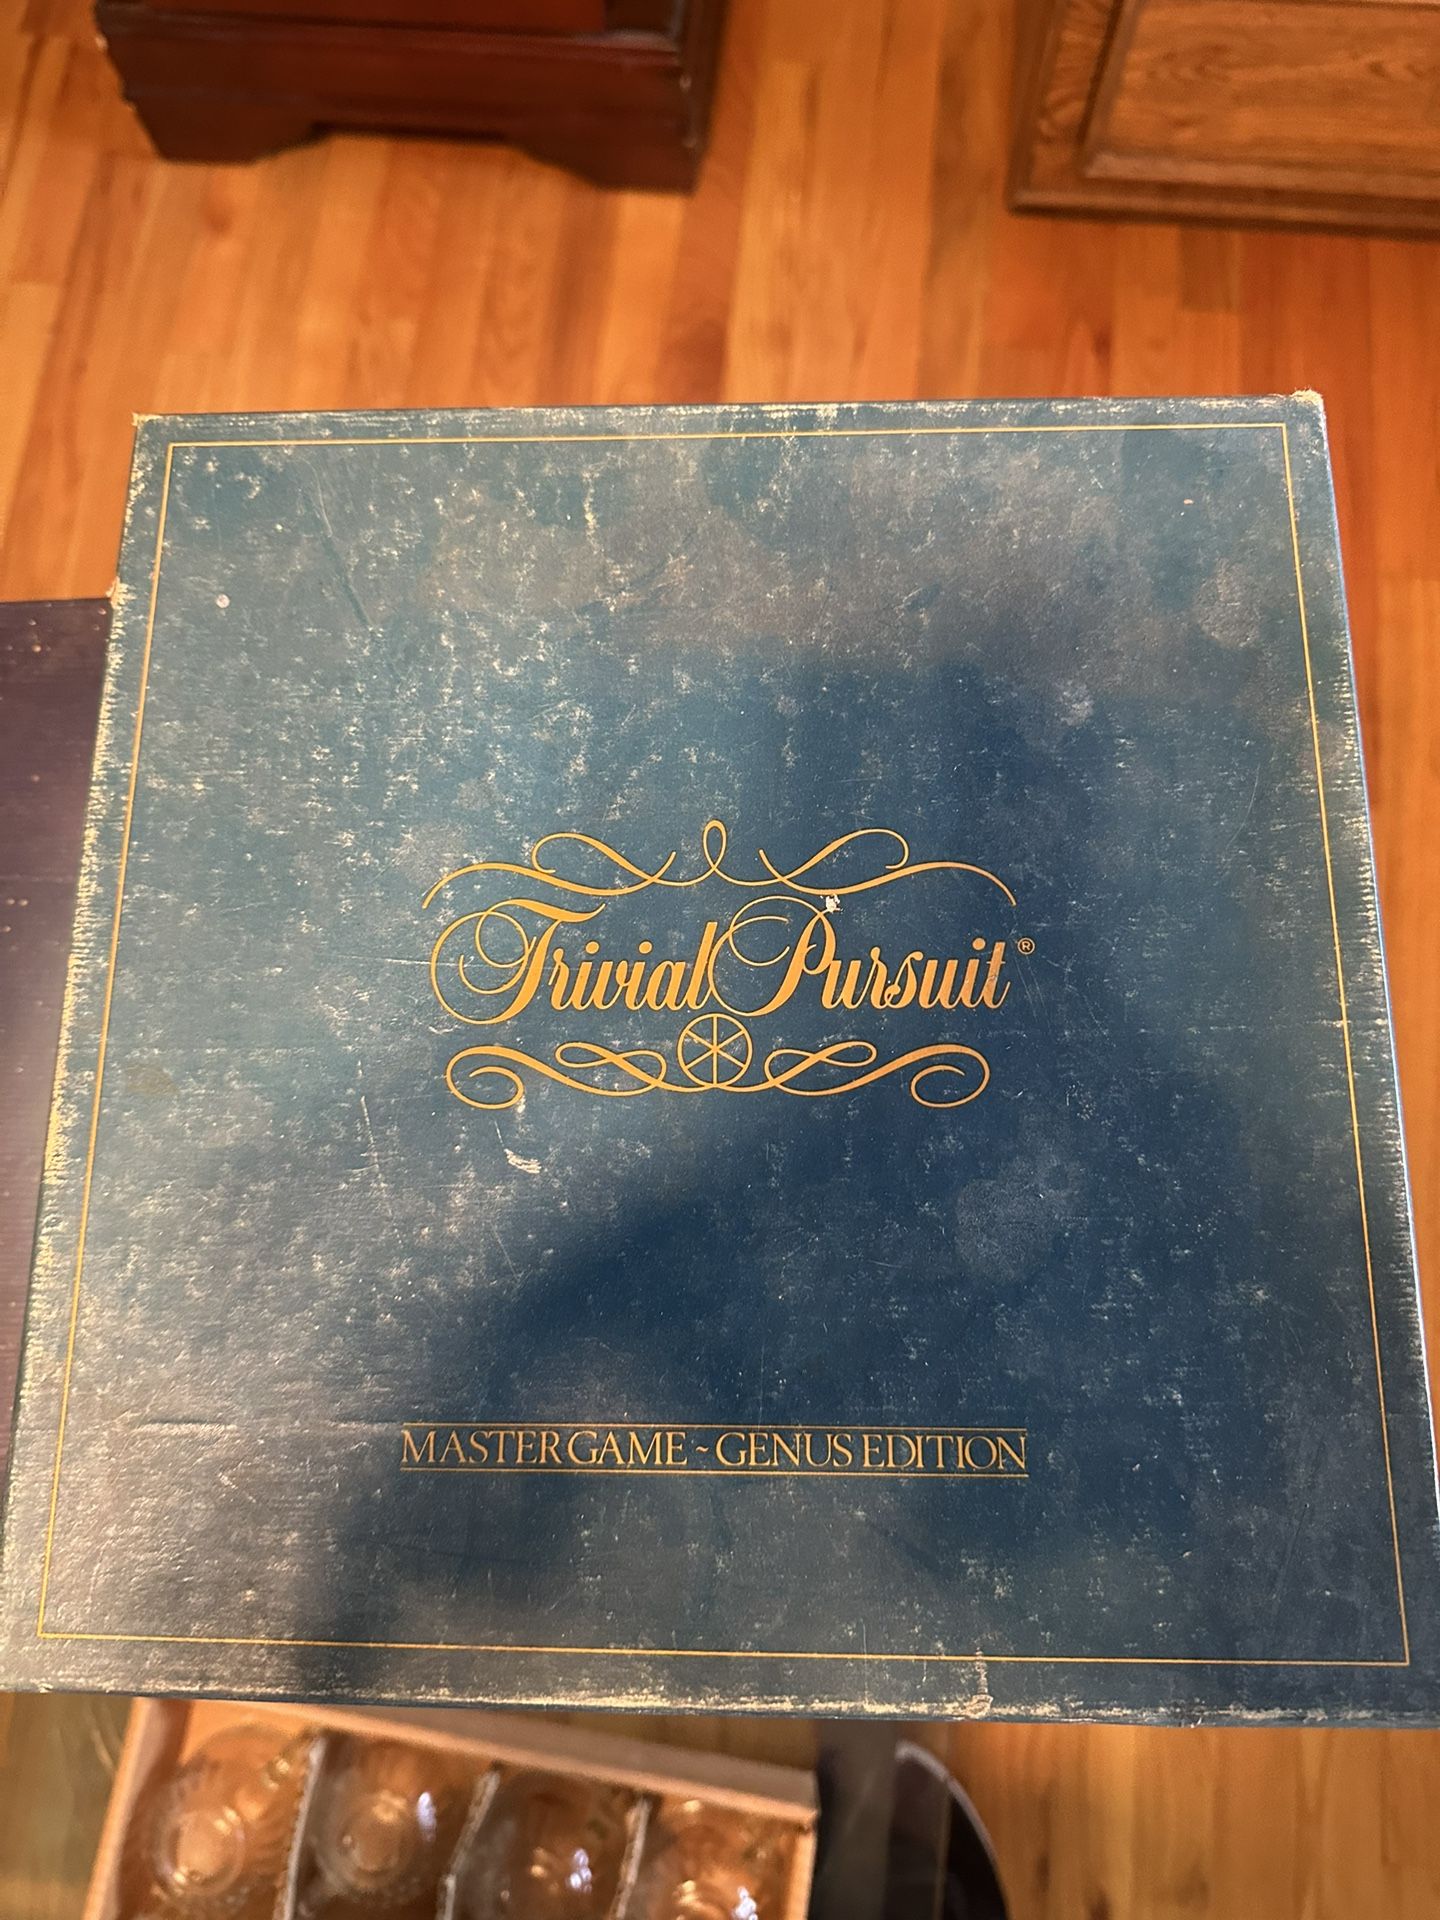 Trivial Pursuit®
MASTER GAME ~ GENUS EDITION